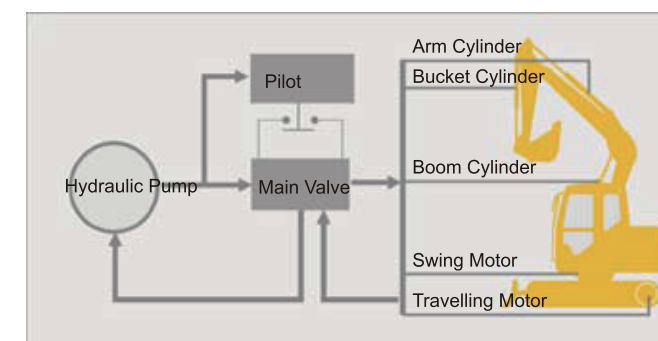 Arm Cylinder
Bucket Cylinder
Pilot
Boom Cylinder
Hydraulic Pump
Main Valve
Swing Motor
Travelling Motor